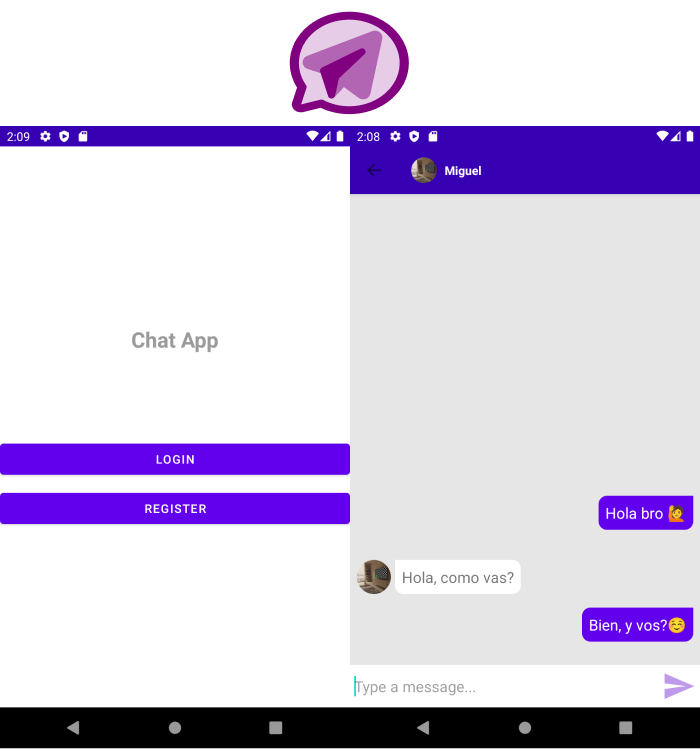 2:09
Chat App
LOGIN
REGISTER
2:08
Miguel
Hola bro 🙋
Hola, como vas?
Bien, y vos?☺️
Type a message...